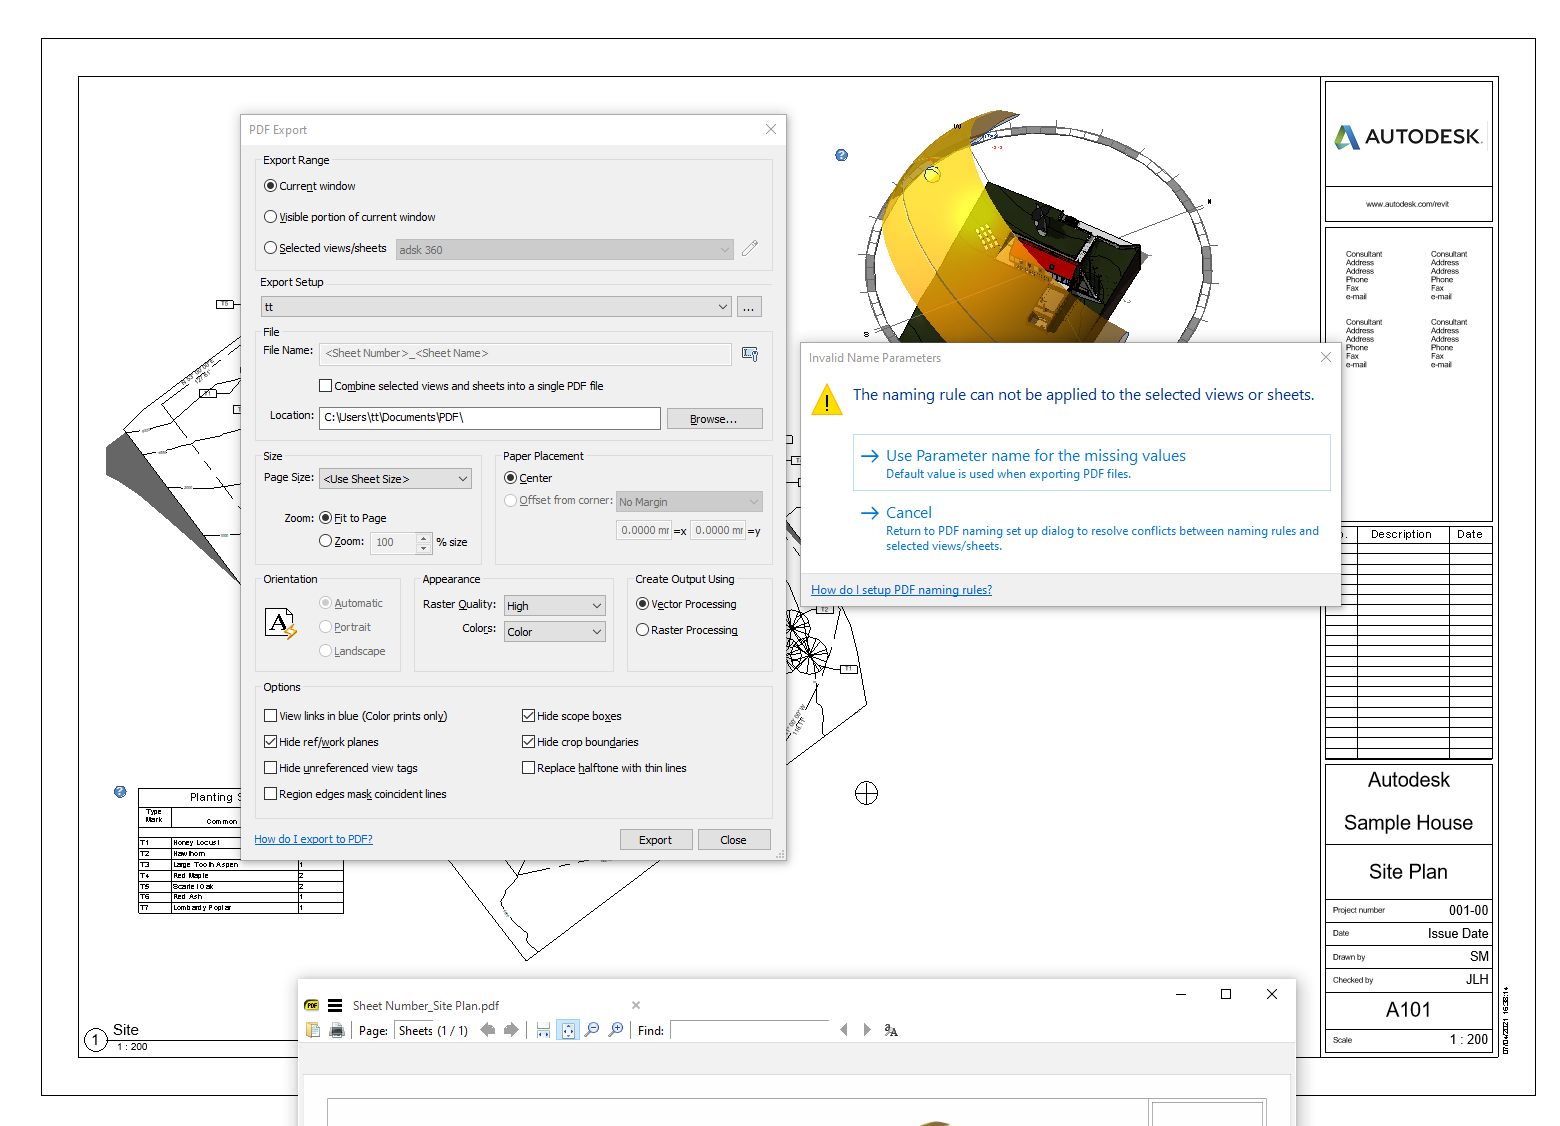 PDF Export
Export Range
Current window
Visible portion of current window
Selected views/sheets
adsk 360
Export Setup
tt
...
File
File Name:
<Sheet Number>_<Sheet Name>
Combine selected views and sheets into a single PDF file
Location:
C:\Users\tt\Documents\PDF\
Browse...
Size
Page Size:
<Use Sheet Size>
Zoom:
Fit to Page
Zoom:
100
% size
Paper Placement
Center
Offset from corner:
No Margin
0.0000 mr
=x
0.0000 mr
=y
Orientation
Automatic
Portrait
Landscape
Appearance
Raster Quality:
High
Colors:
Color
Create Output Using
Vector Processing
Raster Processing
Options
View links in blue (Color prints only)
Hide ref/work planes
Hide unreferenced view tags
Region edges mask coincident lines
Hide scope boxes
Hide crop boundaries
Replace halftone with thin lines
How do I export to PDF?
Export
Close
Invalid Name Parameters
The naming rule can not be applied to the selected views or sheets.
Use Parameter name for the missing values
Default value is used when exporting PDF files.
Cancel
Return to PDF naming set up dialog to resolve conflicts between naming rules and
selected views/sheets.
How do I setup PDF naming rules?
AUTODESK.
www.autodesk.com/revit
Consultant
Address
Address
Phone
Fax
e-mail
Consultant
Address
Address
Phone
Fax
e-mail
Consultant
Address
Address
Phone
Fax
e-mail
Consultant
Address
Address
Phone
Fax
e-mail
Description
Date
Autodesk
Sample House
Site Plan
Project number
001-00
Date
Issue Date
Drawn by
SM
Checked by
JLH
A101
Scale
1 : 200
07/04/2021 16:38:14
T5
T1
T2
T1
Planting S
Type
Mark
Common
T1 Honey Locust
T2 Hawthorn
T3 Large Tooth Aspen 1
T4 Red Maple 2
T5 Scarlet Oak 2
T6 Red Ash 1
T7 Lombardy Poplar 1
1
Site
1 : 200
PDF
Sheet Number_Site Plan.pdf
Page:
Sheets
(1 / 1)
Find: